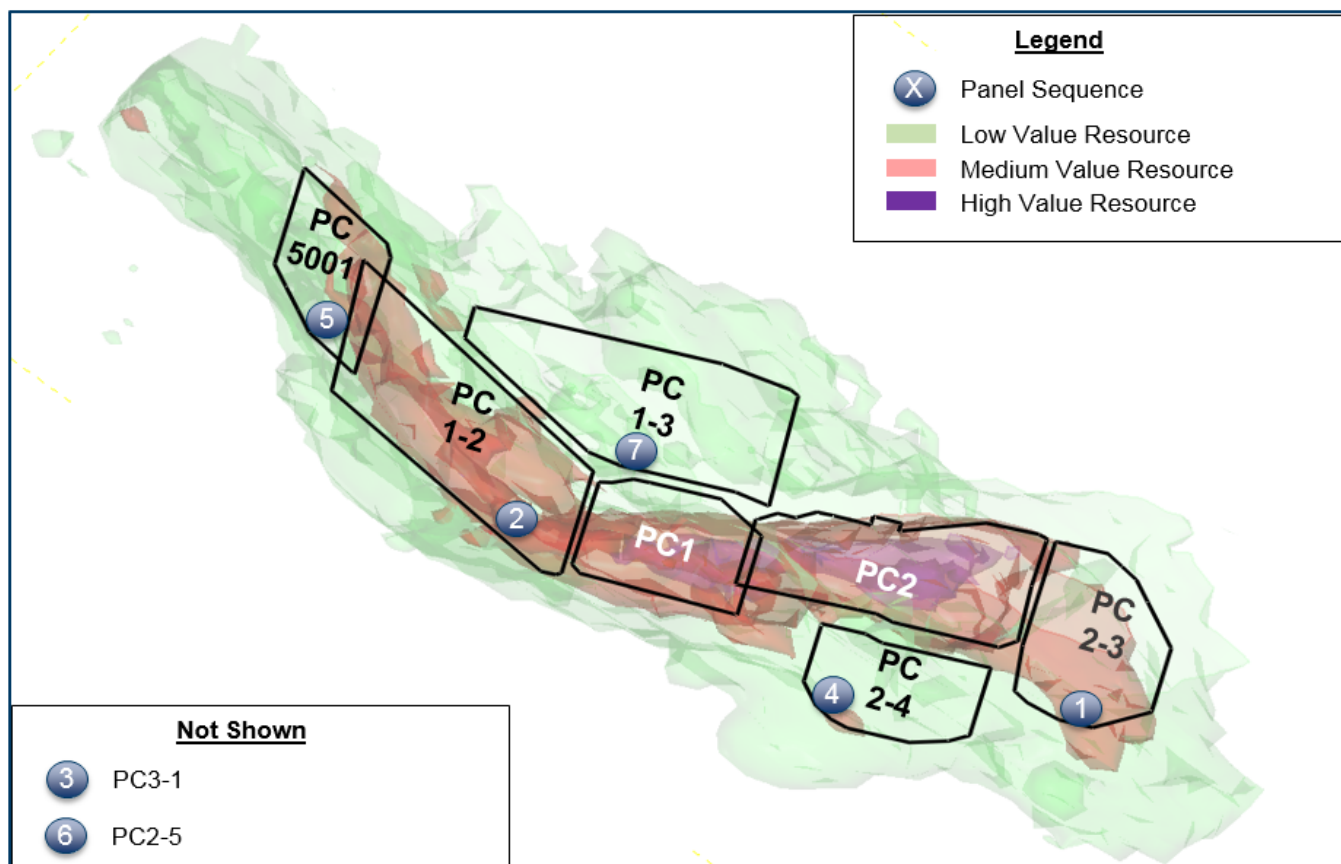 Legend
X Panel Sequence
Low Value Resource
Medium Value Resource
High Value Resource
PC
5001
5
PC
1-2
2
PC
1-3
7
PC1
PC2
PC
2-3
1
PC
2-4
4
Not Shown
3 PC3-1
6 PC2-5